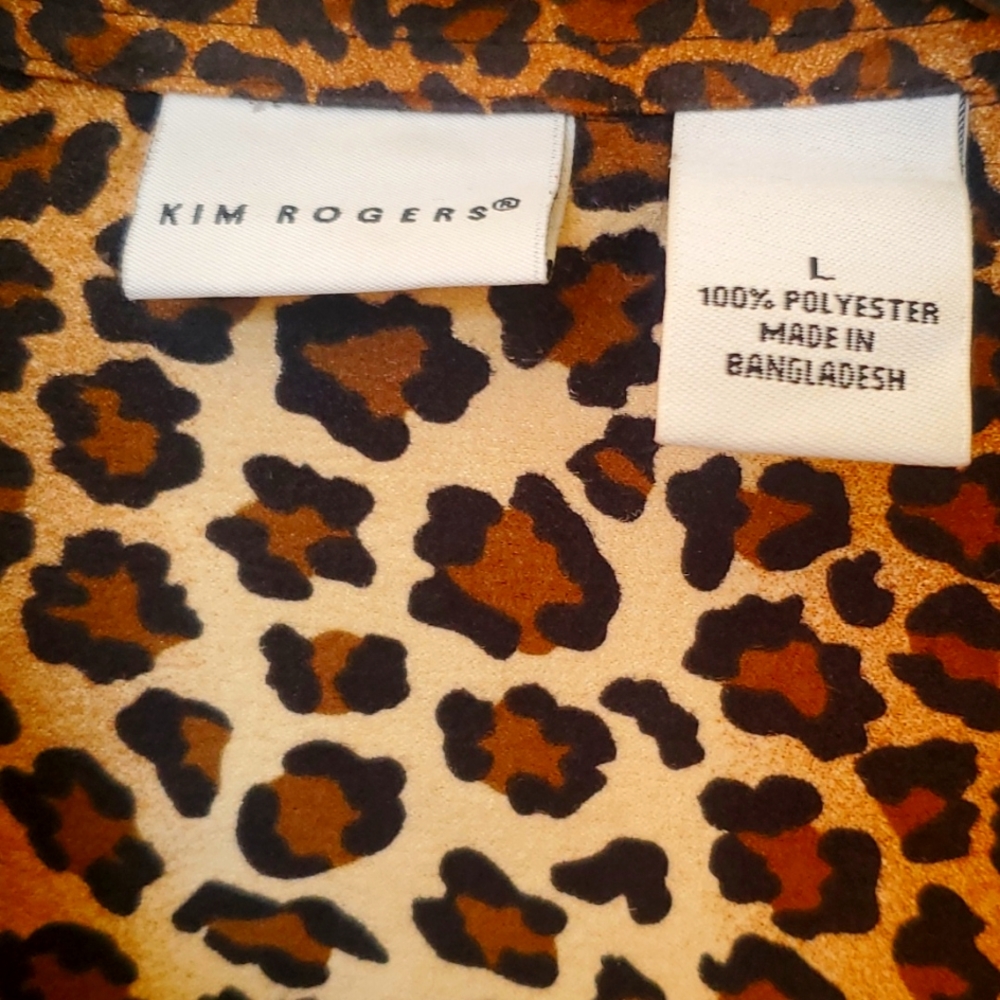 KIM ROGERS®
L
100% POLYESTER
MADE IN
BANGLADESH